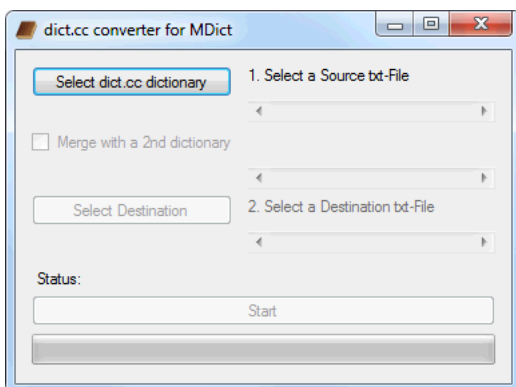 dict.cc converter for MDict
Select dict.cc dictionary
1. Select a Source txt-File
Merge with a 2nd dictionary
Select Destination
2. Select a Destination txt-File
Status:
Start